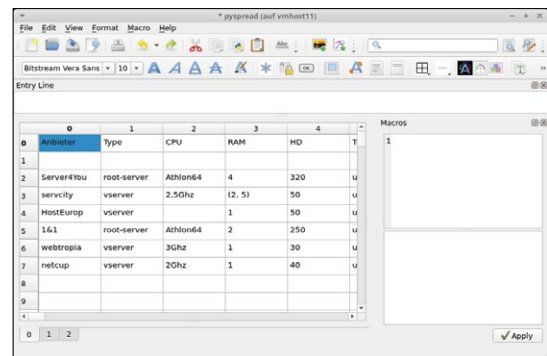 * pyspread (auf vmhost11)
File Edit View Format Macro Help
Bitstream Vera Sans 10
Entry Line
Macros
0 1 2 3 4
0 Anbieter Type CPU RAM HD T
1
2 Server4You root-server Athlon64 4 320 u
3 servcity vserver 2,5Ghz (2, 5) 50 u
4 HostEurop vserver 1 50 u
5 1&1 root-server Athlon64 2 250 u
6 webtropia vserver 3Ghz 1 30 u
7 netcup vserver 2Ghz 1 40 u
8
9
1
0 1 2
Apply